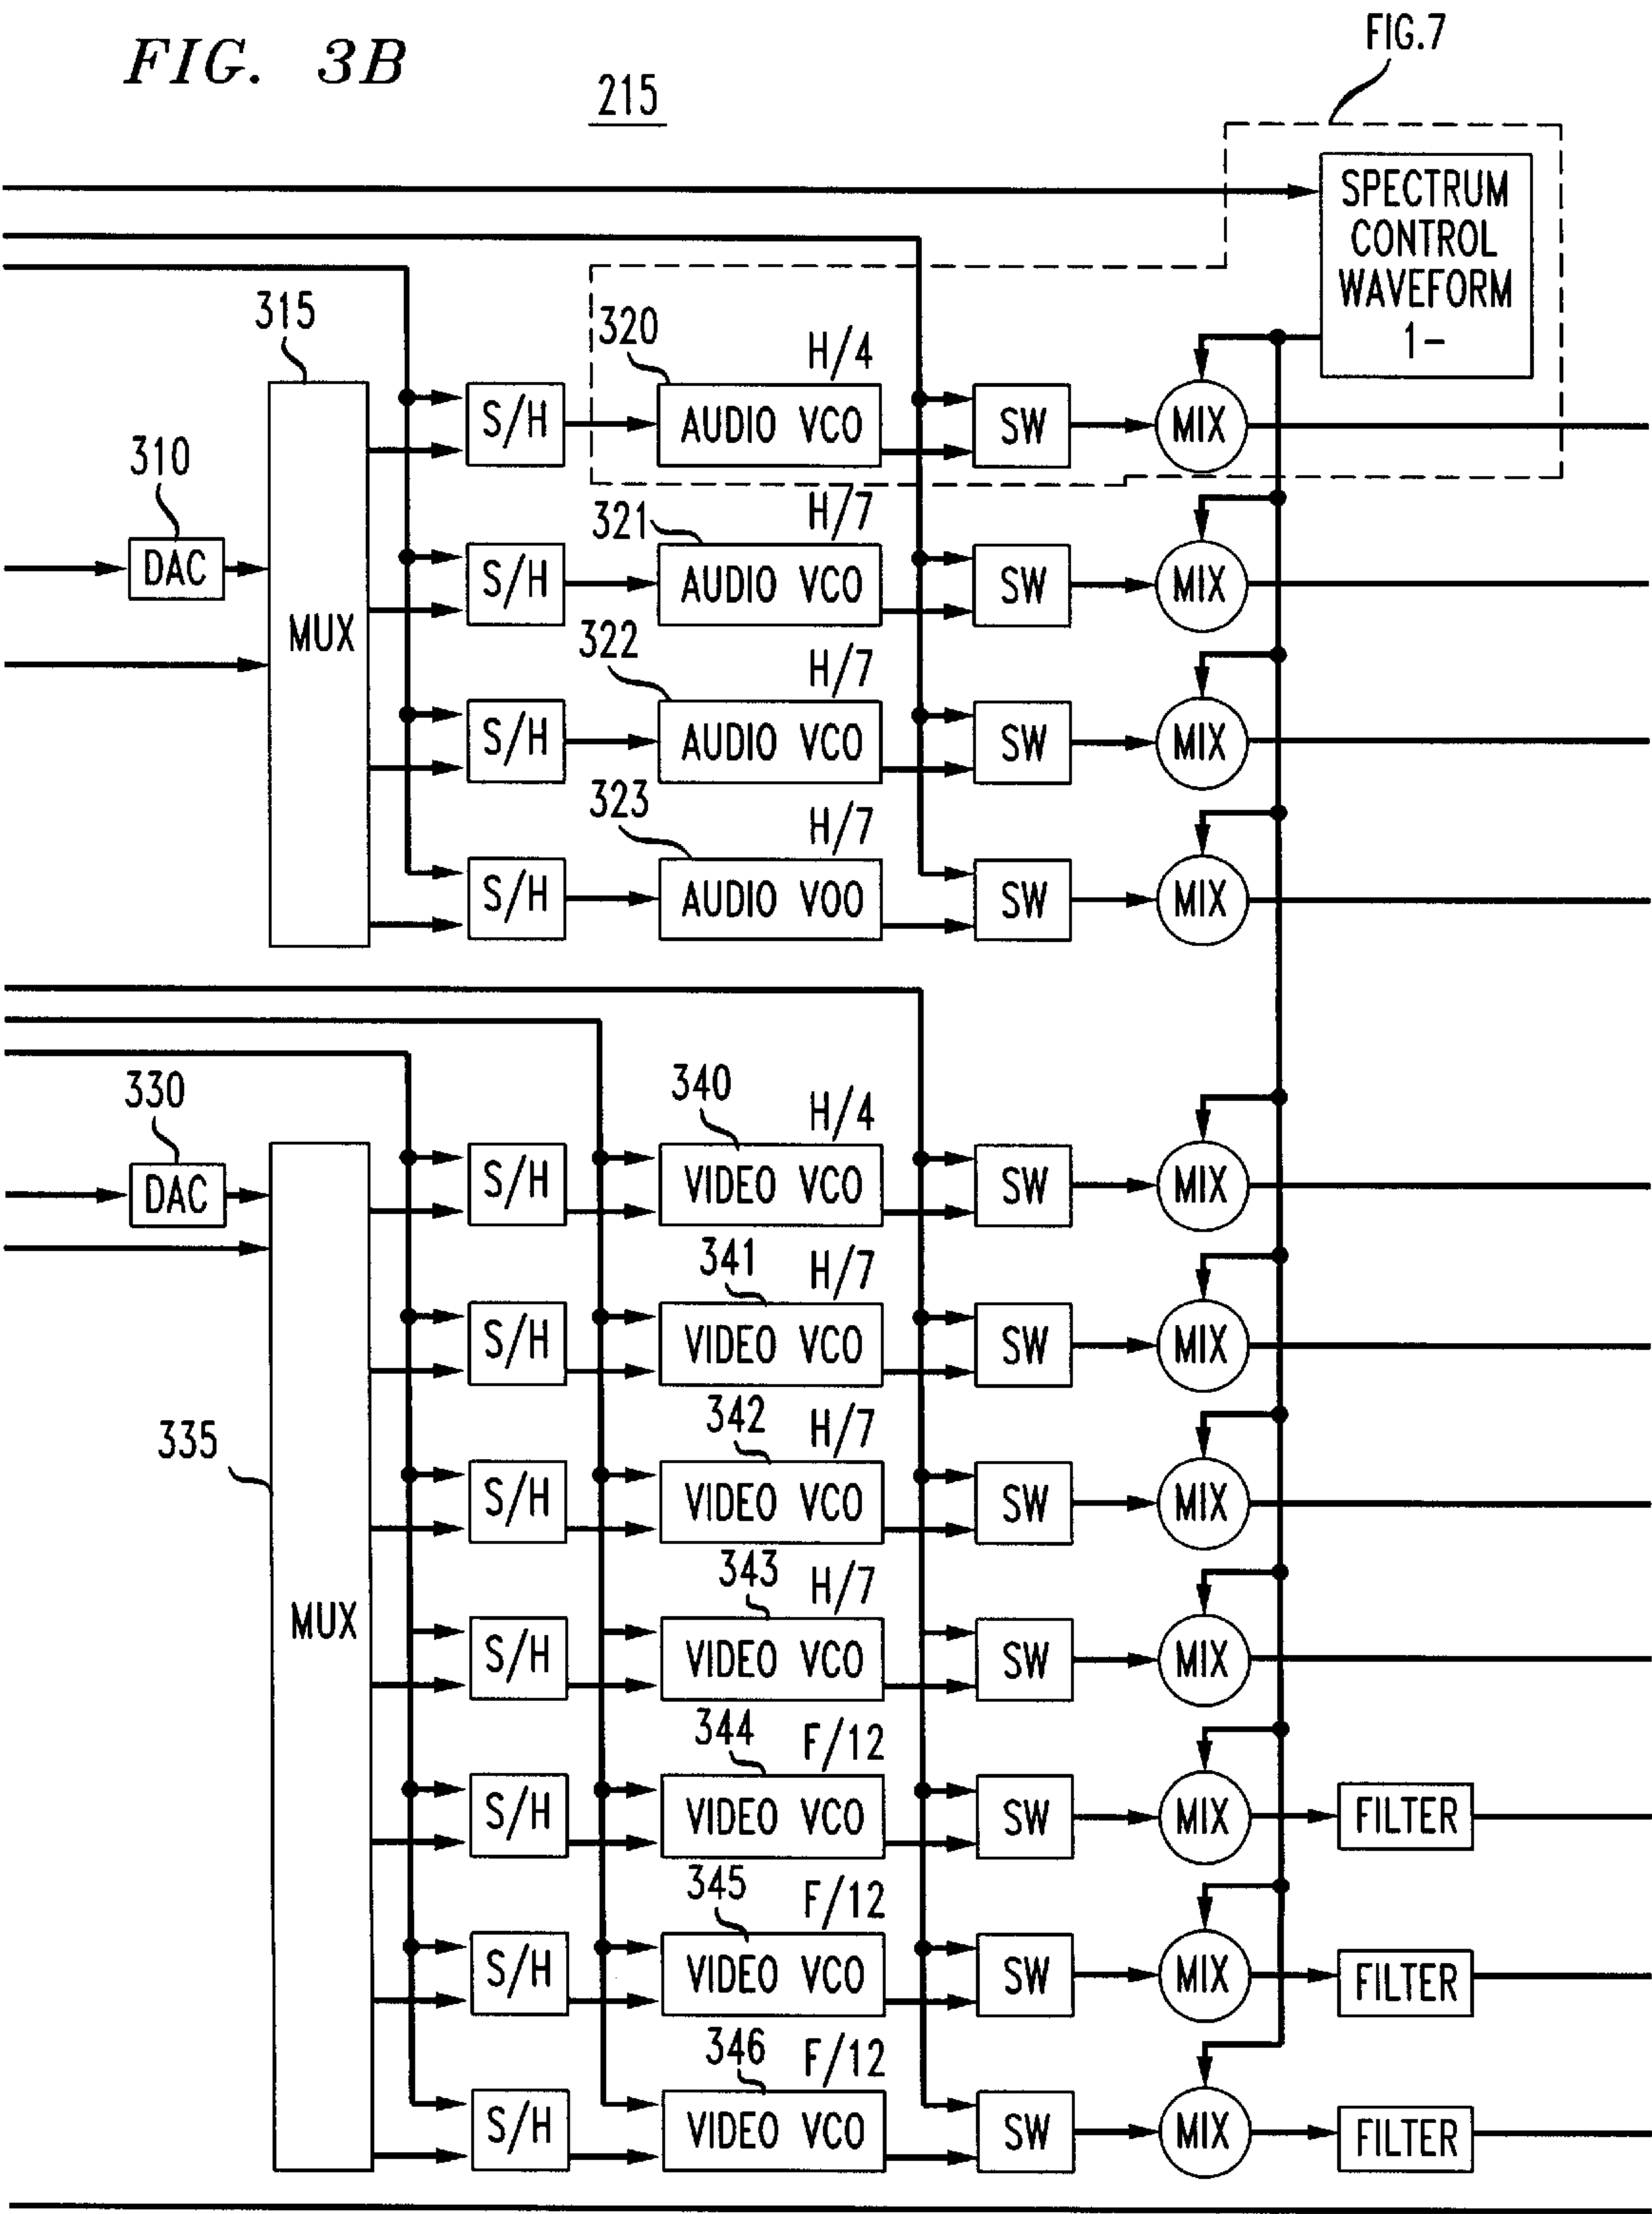 FIG. 3B
215
FIG.7
SPECTRUM
CONTROL
WAVEFORM
1-
315
320
H/4
S/H
AUDIO VCO
SW
MIX
310
DAC
MUX
321
H/7
S/H
AUDIO VCO
SW
MIX
322
H/7
S/H
AUDIO VCO
SW
MIX
323
H/7
S/H
AUDIO VOO
SW
MIX
330
DAC
335
MUX
340
H/4
S/H
VIDEO VCO
SW
MIX
341
H/7
S/H
VIDEO VCO
SW
MIX
342
H/7
S/H
VIDEO VCO
SW
MIX
343
H/7
S/H
VIDEO VCO
SW
MIX
344
F/12
S/H
VIDEO VCO
SW
MIX
FILTER
345
F/12
S/H
VIDEO VCO
SW
MIX
FILTER
346
F/12
S/H
VIDEO VCO
SW
MIX
FILTER